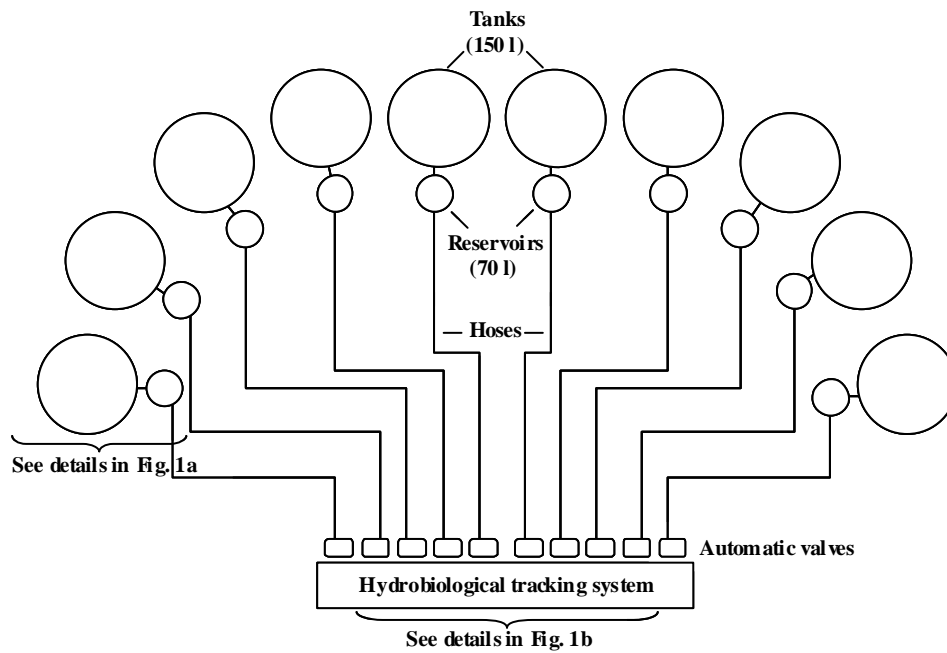 Tanks
(150 l)
Reservoirs
(70 l)
Hoses
See details in Fig. 1a
Automatic valves
Hydrobiological tracking system
See details in Fig. 1b